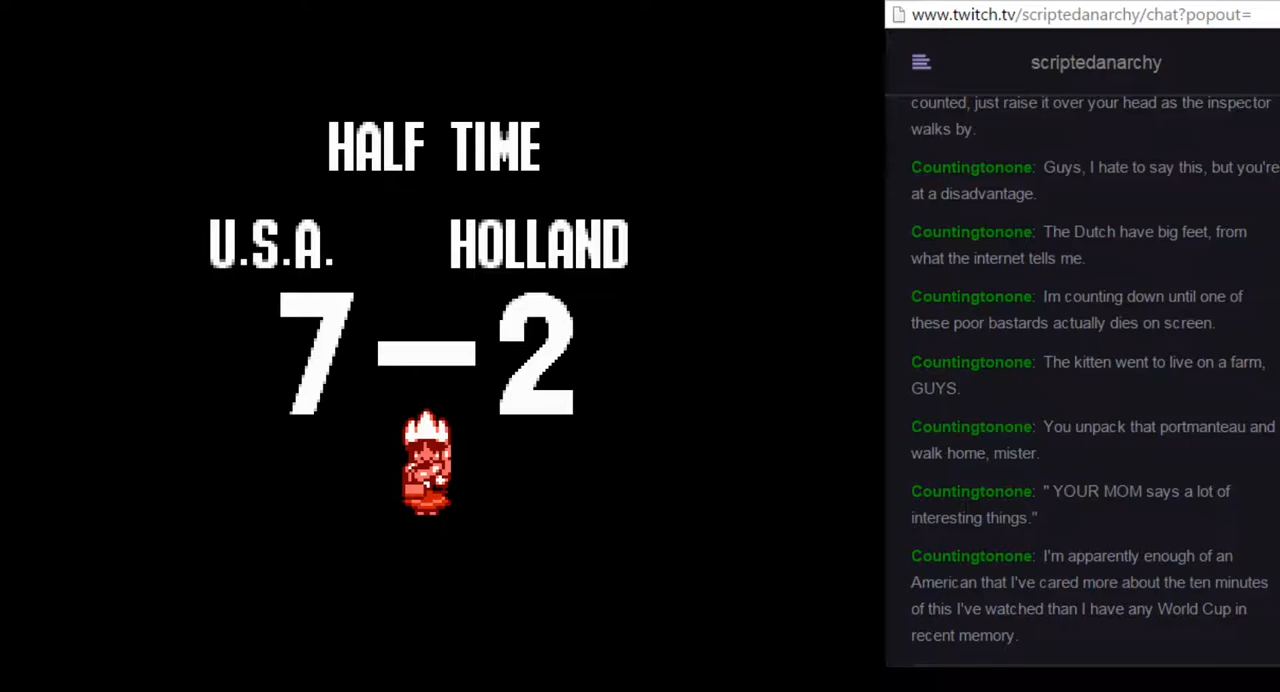 HALF TIME
U.S.A. HOLLAND
7-2
www.twitch.tv/scriptedanarchy/chat?popout=
scriptedanarchy
counted, just raise it over your head as the inspector
walks by.
Countingtonone: Guys, I hate to say this, but you're
at a disadvantage.
Countingtonone: The Dutch have big feet, from
what the internet tells me.
Countingtonone: Im counting down until one of
these poor bastards actually dies on screen.
Countingtonone: The kitten went to live on a farm,
GUYS.
Countingtonone: You unpack that portmanteau and
walk home, mister.
Countingtonone: " YOUR MOM says a lot of
interesting things."
Countingtonone: I'm apparently enough of an
American that I've cared more about the ten minutes
of this I've watched than I have any World Cup in
recent memory.